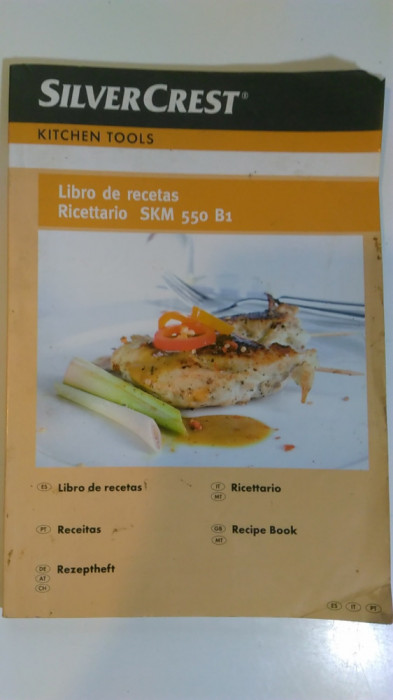 SILVERCREST®
KITCHEN TOOLS
Libro de recetas
Ricettario SKM 550 B1
ES Libro de recetas
IT MT Ricettario
PT Receitas
GB MT Recipe Book
DE AT CH Rezeptheft
ES IT PT